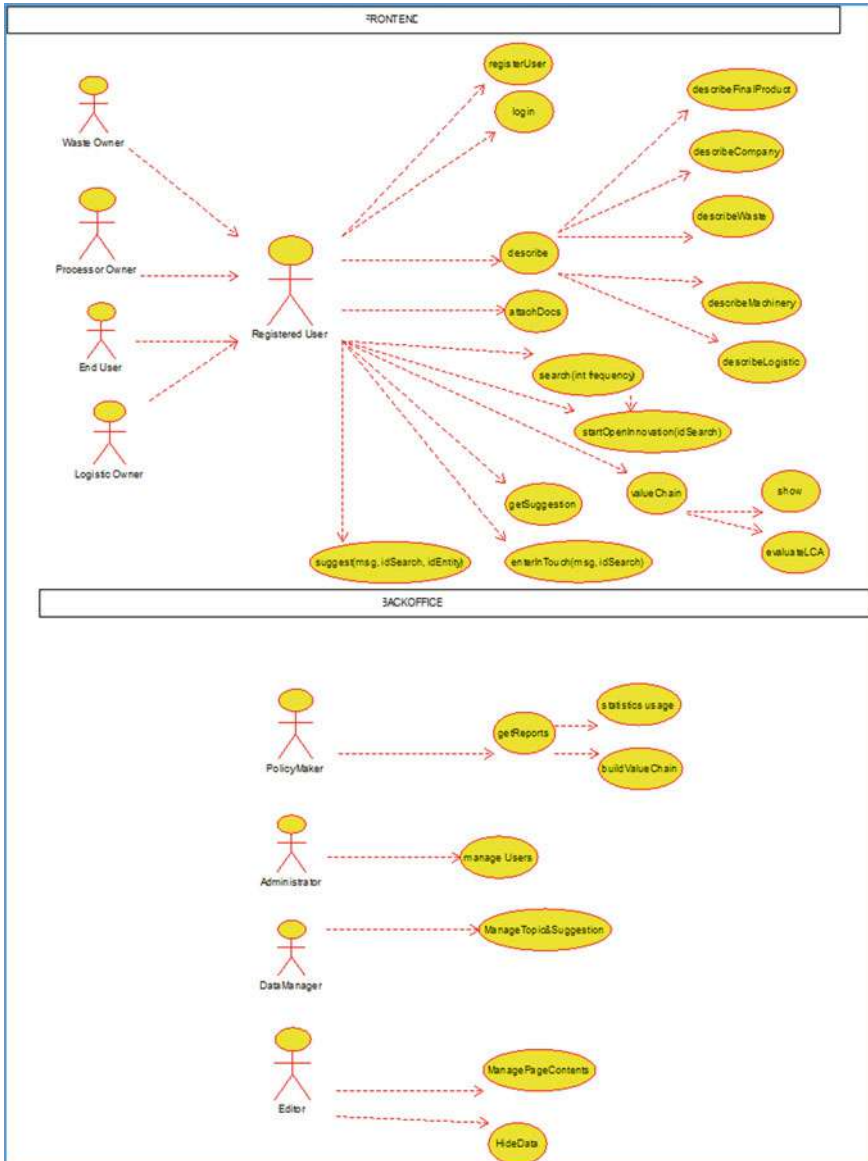 FRONTEND
registerUser
describeFinalProduct
login
Waste Owner
describeCompany
describeWaste
describe
Processor Owner
describeMachinery
attachDocs
Registered User
describeLogistic
End User
search(int frequency)
startOpenInnovation(idSearch)
Logistic Owner
show
valueChain
getSuggestion
evaluateLCA
suggest(msg, idSearch, idEntity)
enterInTouch(msg, idSearch)
BACKOFFICE
statistics usage
getReports
PolicyMaker
buildValueChain
manage Users
Administrator
ManageTopic&Suggestion
DataManager
ManagePageContents
Editor
HideData